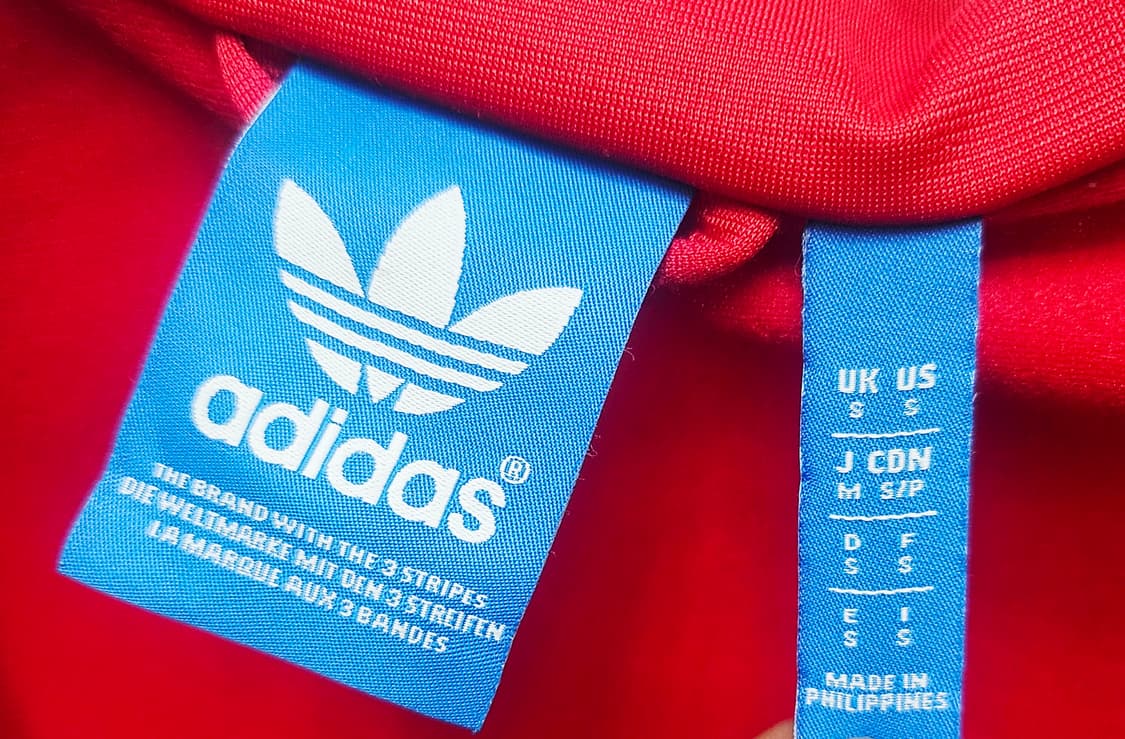 adidas®
THE BRAND WITH THE 3 STRIPES
DIE WELTMARKE MIT DEN 3 STREIFEN
LA MARQUE AUX 3 BANDES
UK US
S S
J CDN
M S/P
D F
S S
E I
S S
MADE IN
PHILIPPINES